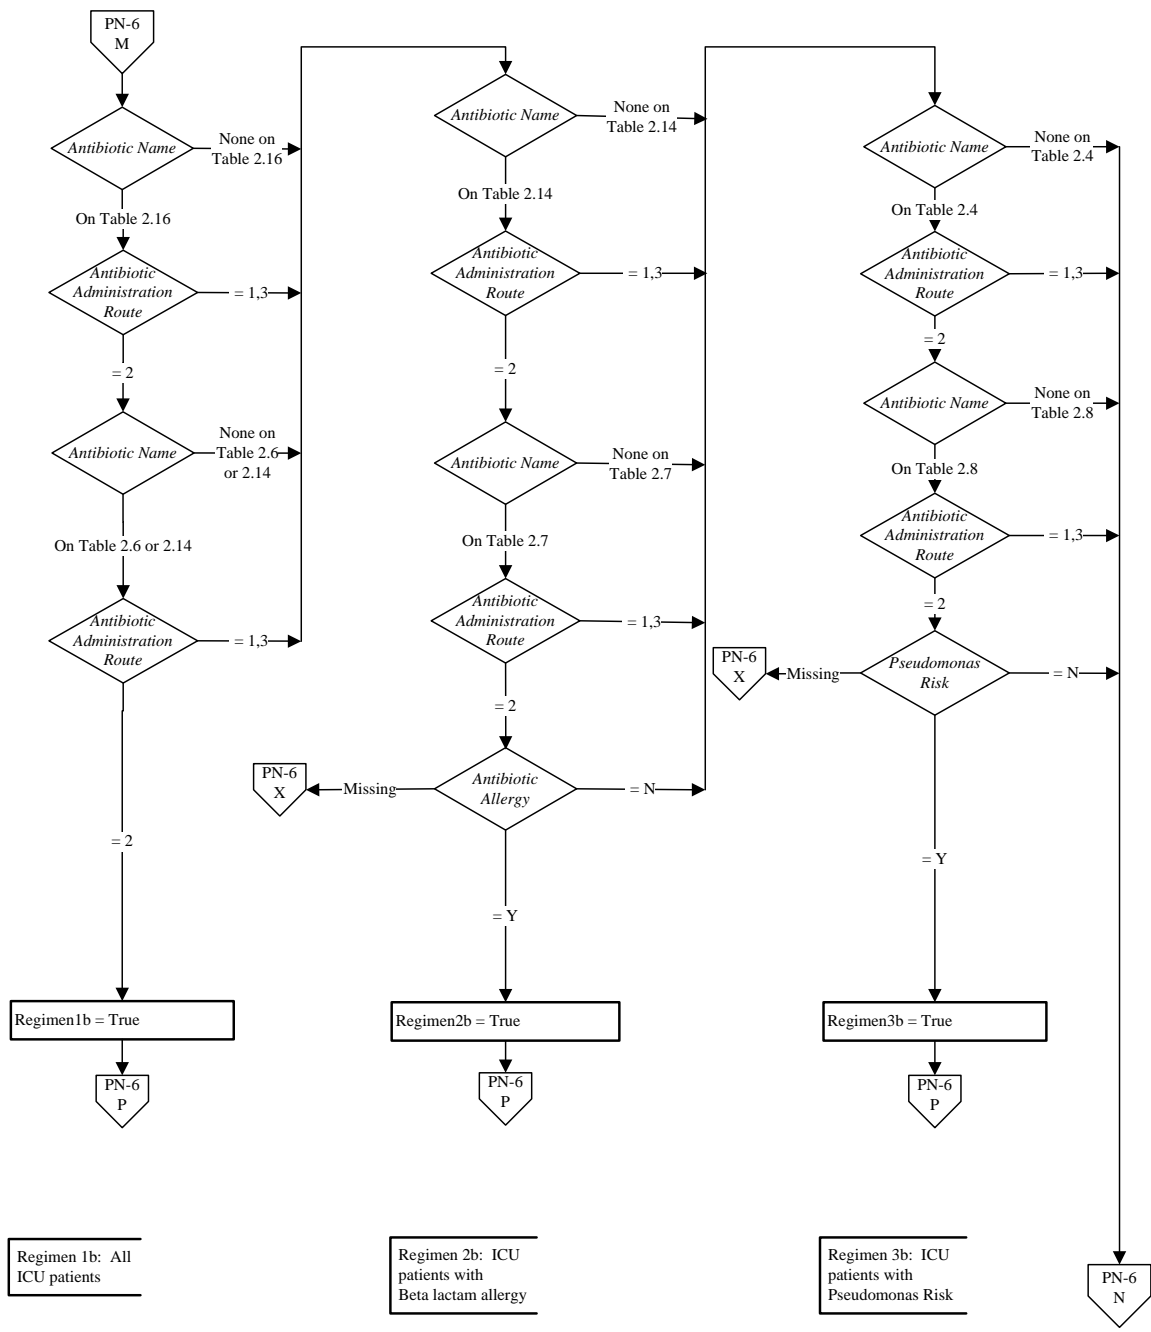 PN-6
M
Antibiotic Name
None on
Table 2.16
On Table 2.16
Antibiotic
Administration
Route
= 1,3
= 2
Antibiotic Name
None on
Table 2.6
or 2.14
On Table 2.6 or 2.14
Antibiotic
Administration
Route
= 1,3
= 2
Regimen1b = True
PN-6
P
Regimen 1b:  All
ICU patients
Antibiotic Name
None on
Table 2.14
On Table 2.14
Antibiotic
Administration
Route
= 1,3
= 2
Antibiotic Name
None on
Table 2.7
On Table 2.7
Antibiotic
Administration
Route
= 1,3
= 2
PN-6
X
Missing
Antibiotic
Allergy
= N
= Y
Regimen2b = True
PN-6
P
Regimen 2b:  ICU
patients with
Beta lactam allergy
Antibiotic Name
None on
Table 2.4
On Table 2.4
Antibiotic
Administration
Route
= 1,3
= 2
Antibiotic Name
None on
Table 2.8
On Table 2.8
Antibiotic
Administration
Route
= 1,3
=2
PN-6
X
Missing
Pseudomonas
Risk
= N
= Y
Regimen3b = True
PN-6
P
Regimen 3b:  ICU
patients with
Pseudomonas Risk
PN-6
N